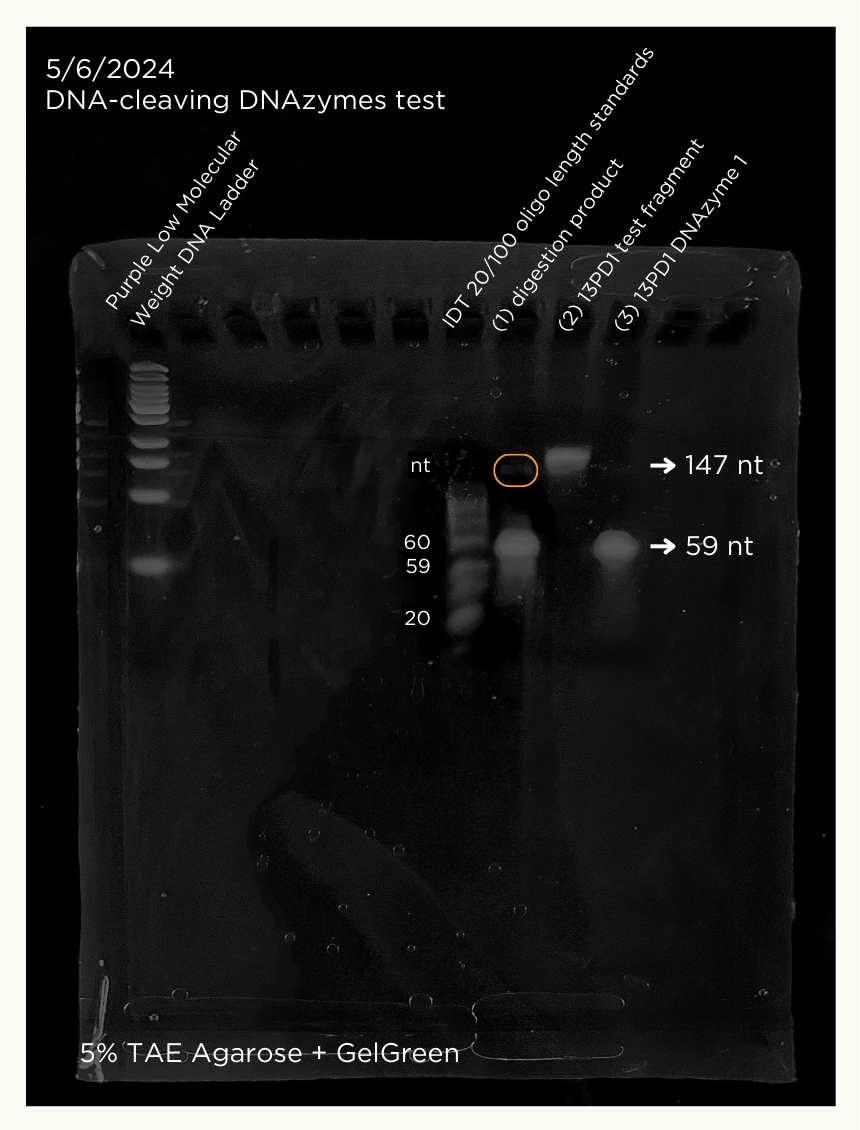 5/6/2024
DNA-cleaving DNAzymes test
Purple Low Molecular
Weight DNA Ladder
IDT 20/100 oligo length standards
(1) digestion product
(2) 13PD1 test fragment
(3) 13PD1 DNAzyme 1
nt
→ 147 nt
60
→ 59 nt
59
20
5% TAE Agarose + GelGreen